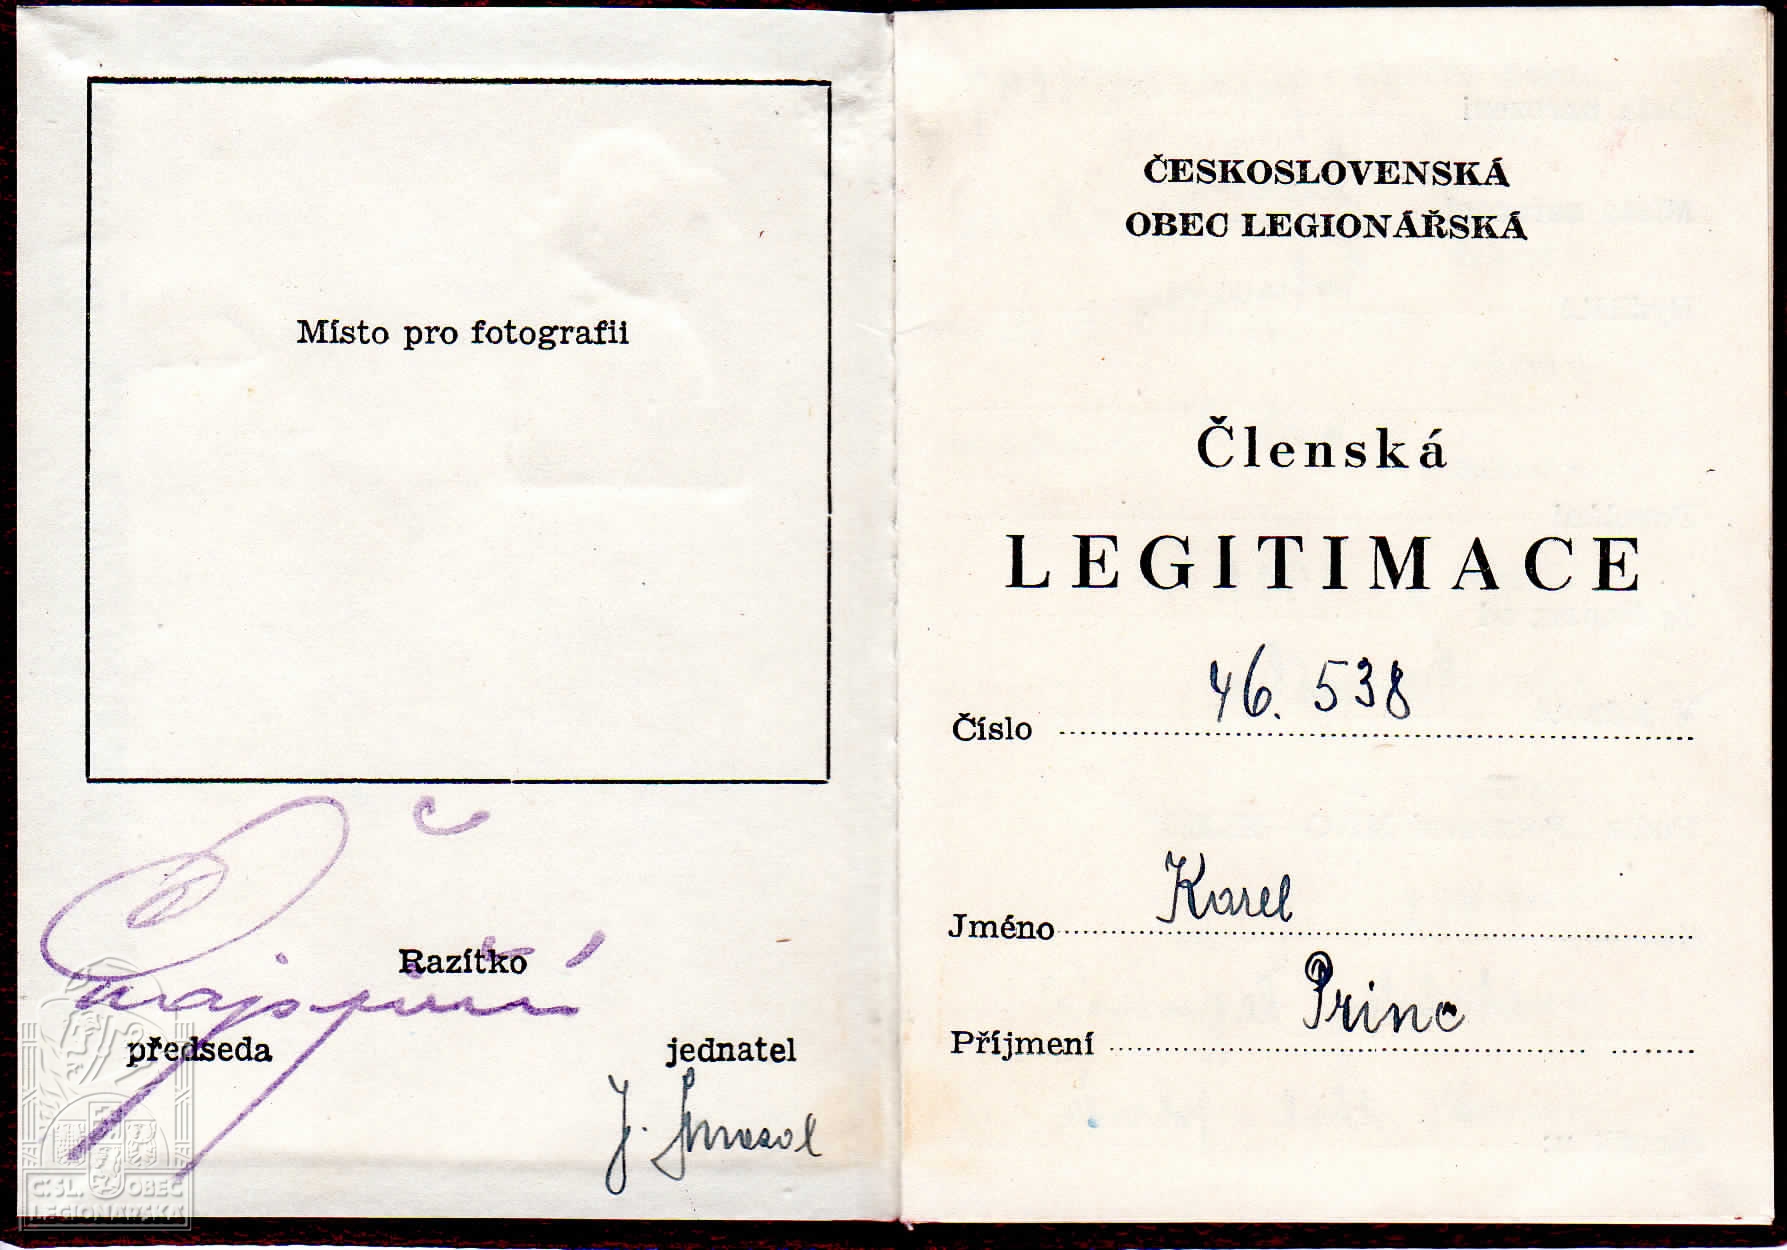 Místo pro fotografii
Razítko
předseda
jednatel
J.
Č.SL. OBEC
LEGIONÁŘSKÁ
ČESKOSLOVENSKÁ
OBEC LEGIONÁŘSKÁ
Členská
LEGITIMACE
Číslo 46.538
Jméno Karel
Příjmení Princ